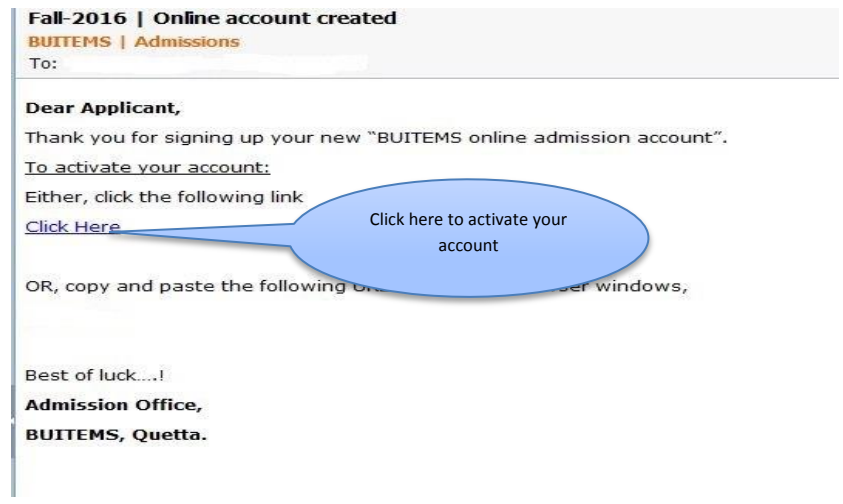 Fall-2016 | Online account created
BUITEMS | Admissions
To:
Dear Applicant,
Thank you for signing up your new “BUITEMS online admission account”.
To activate your account:
Either, click the following link
Click Here
Click here to activate your
account
OR, copy and paste the following windows,
Best of luck....!
Admission Office,
BUITEMS, Quetta.